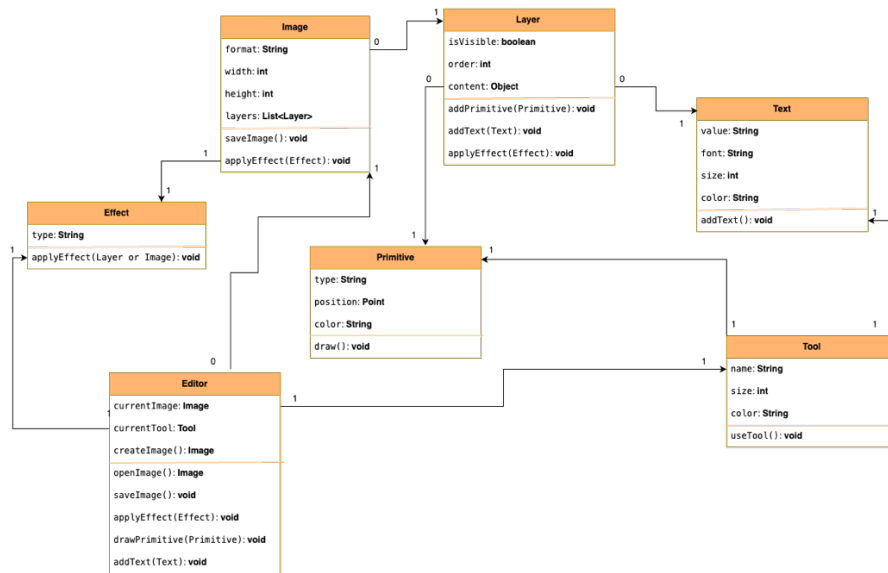 Image
format: String
width: int
height: int
layers: List<Layer>
saveImage(): void
applyEffect(Effect): void
0
1
Layer
isVisible: boolean
order: int
content: Object
addPrimitive(Primitive): void
addText(Text): void
applyEffect(Effect): void
0
1
0
1
Text
value: String
font: String
size: int
color: String
addText(): void
1
1
1
1
Effect
type: String
applyEffect(Layer or Image): void
1
1
Primitive
type: String
position: Point
color: String
draw(): void
1
1
1
0
Tool
name: String
size: int
color: String
useTool(): void
1
1
Editor
currentImage: Image
currentTool: Tool
createImage(): Image
openImage(): Image
saveImage(): void
applyEffect(Effect): void
drawPrimitive(Primitive): void
addText(Text): void